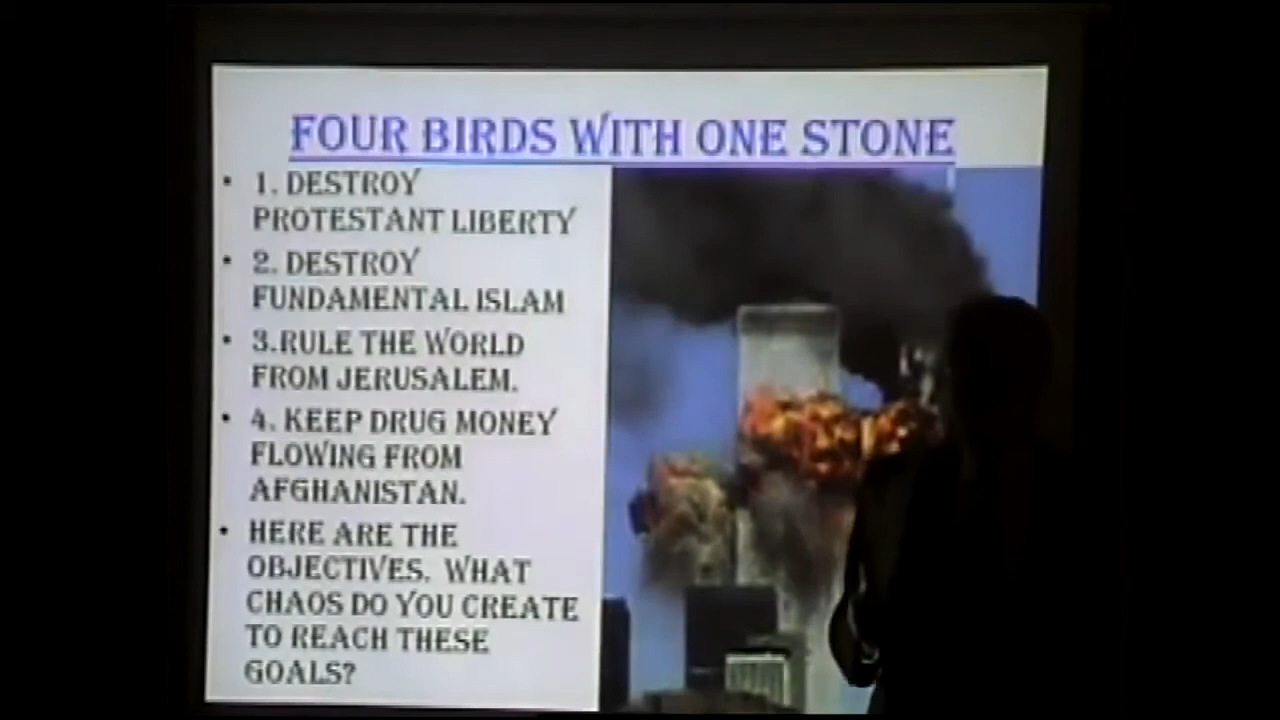 FOUR BIRDS WITH ONE STONE
• 1. DESTROY
PROTESTANT LIBERTY
• 2. DESTROY
FUNDAMENTAL ISLAM
• 3.RULE THE WORLD
FROM JERUSALEM.
• 4. KEEP DRUG MONEY
FLOWING FROM
AFGHANISTAN.
• HERE ARE THE
OBJECTIVES. WHAT
CHAOS DO YOU CREATE
TO REACH THESE
GOALS?